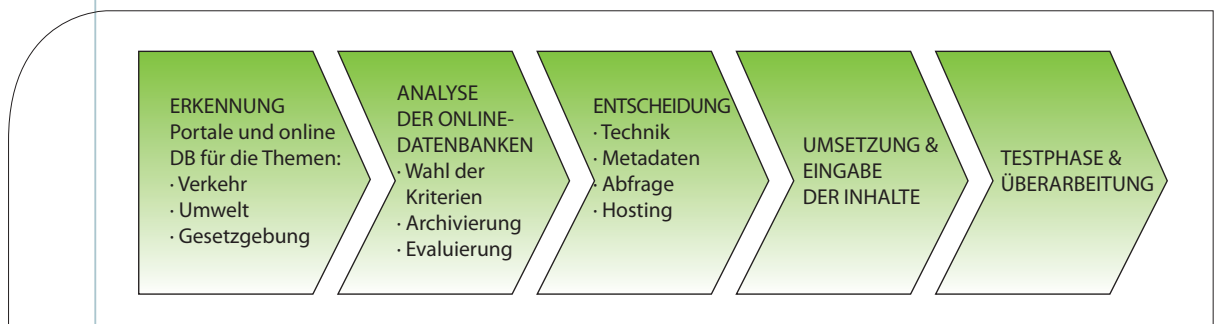 ERKENNUNG
Portale und online
DB für die Themen:
· Verkehr
· Umwelt
· Gesetzgebung
ANALYSE
DER ONLINE-
DATENBANKEN
· Wahl der
Kriterien
· Archivierung
· Evaluierung
ENTSCHEIDUNG
· Technik
· Metadaten
· Abfrage
· Hosting
UMSETZUNG &
EINGABE
DER INHALTE
TESTPHASE &
ÜBERARBEITUNG